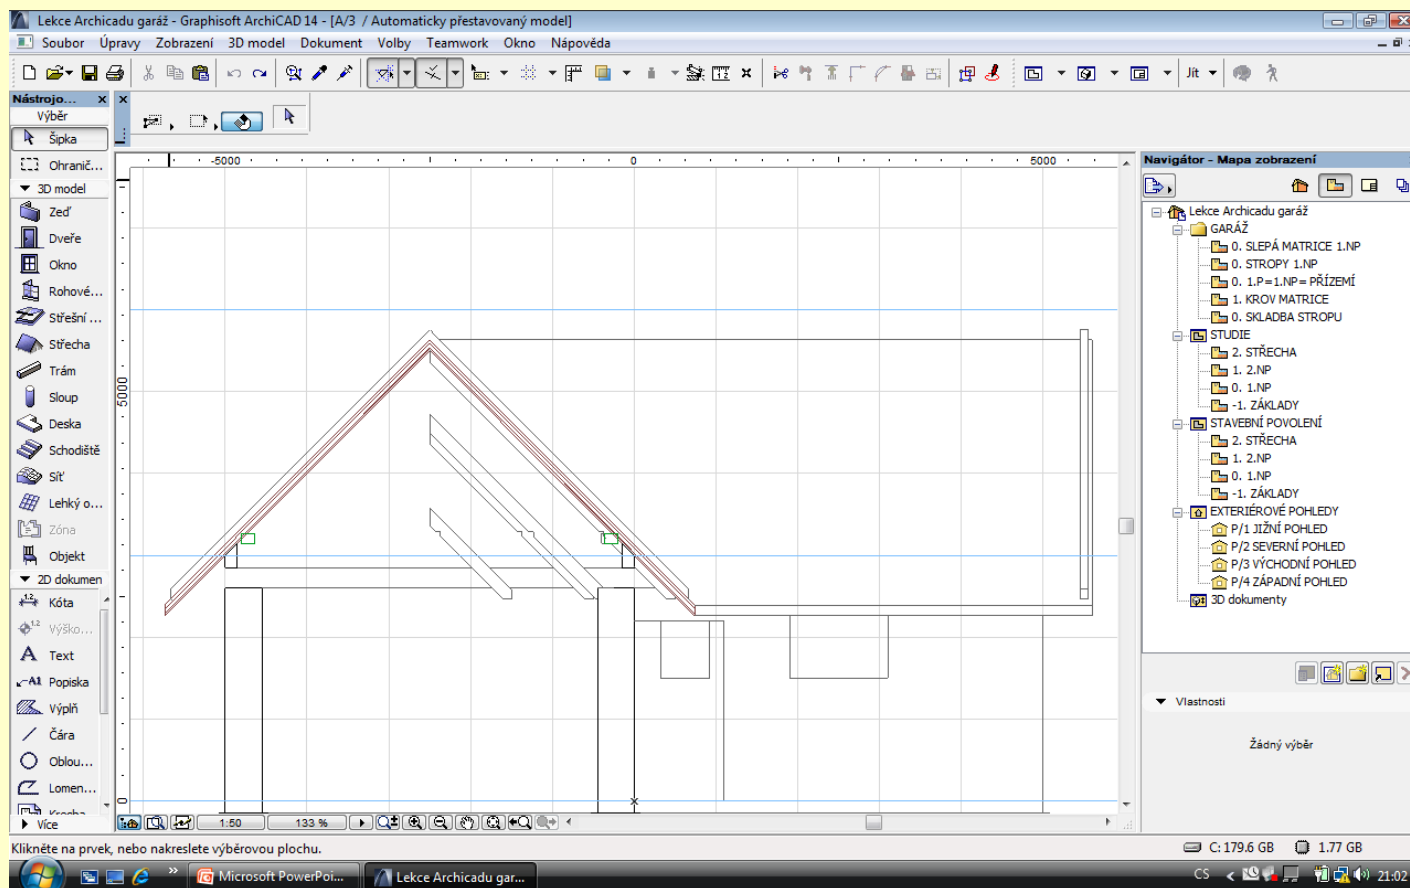 Lekce Archicadu garáž - Graphisoft ArchiCAD 14 - [A/3 / Automaticky přestavovaný model]
Soubor Úpravy Zobrazení 3D model Dokument Volby Teamwork Okno Nápověda
Jít
Nástrojo...
Výběr
Šipka
Ohranič...
3D model
Zeď
Dveře
Okno
Rohové...
Střešní ...
Střecha
Trám
Sloup
Deska
Schodiště
Síť
Lehký o...
Zóna
Objekt
2D dokumen
Kóta
Výško...
Text
Popiska
Výplň
Čára
Oblou...
Lomen...
Kresba
Více
-5000 0 5000
5000
0
1:50 133 %
Navigátor - Mapa zobrazení
Lekce Archicadu garáž
GARÁŽ
0. SLEPÁ MATRICE 1.NP
0. STROPY 1.NP
0. 1.P=1.NP= PŘÍZEMÍ
1. KROV MATRICE
0. SKLADBA STROPU
STUDIE
2. STŘECHA
1. 2.NP
0. 1.NP
-1. ZÁKLADY
STAVEBNÍ POVOLENÍ
2. STŘECHA
1. 2.NP
0. 1.NP
-1. ZÁKLADY
EXTERIÉROVÉ POHLEDY
P/1 JIŽNÍ POHLED
P/2 SEVERNÍ POHLED
P/3 VÝCHODNÍ POHLED
P/4 ZÁPADNÍ POHLED
3D dokumenty
Vlastnosti
Žádný výběr
Klikněte na prvek, nebo nakreslete výběrovou plochu.
C: 179.6 GB 1.77 GB
Microsoft PowerPoi... Lekce Archicadu gar... CS 21:02